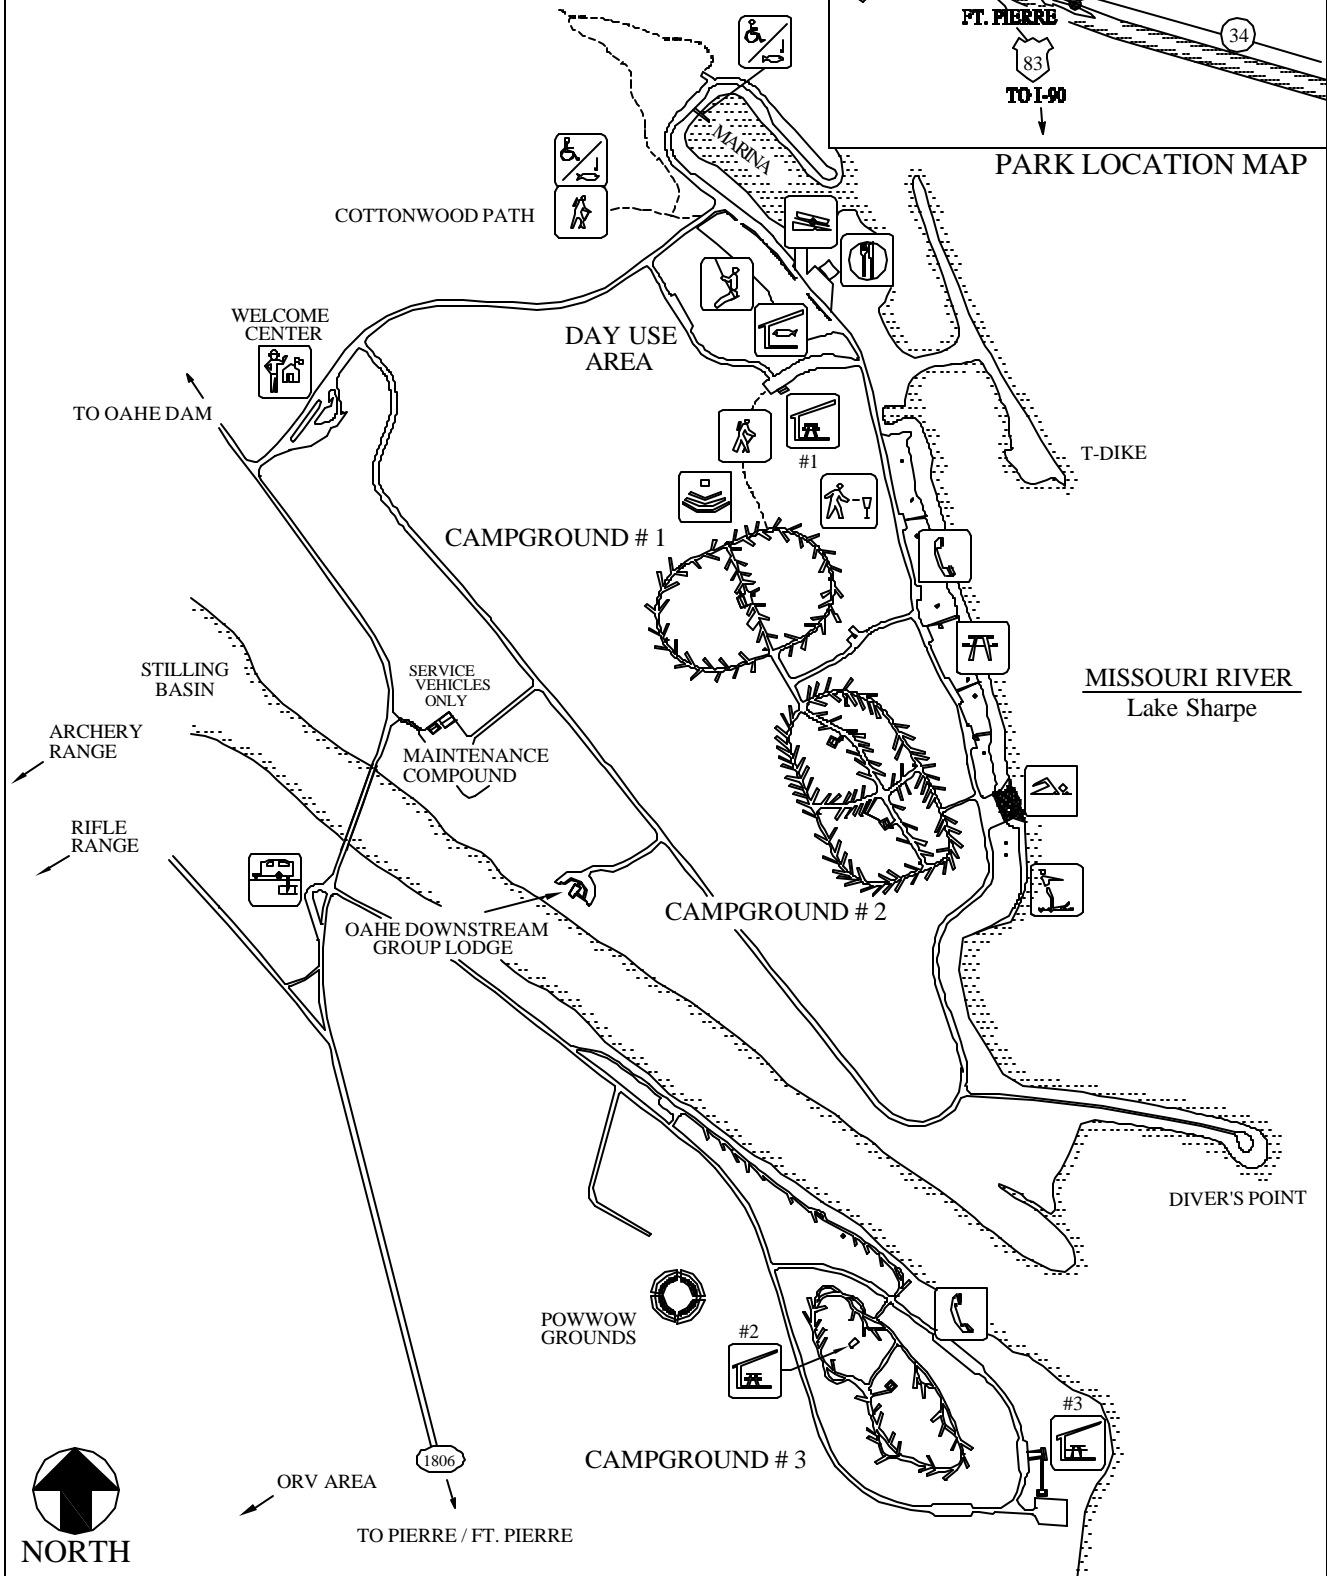 FT. PIERRE
34
83
TO I-90
PARK LOCATION MAP
MARINA
COTTONWOOD PATH
WELCOME
CENTER
DAY USE
AREA
TO OAHE DAM
#1
T-DIKE
CAMPGROUND # 1
STILLING
BASIN
SERVICE
VEHICLES
ONLY
MISSOURI RIVER
Lake Sharpe
ARCHERY
RANGE
MAINTENANCE
COMPOUND
RIFLE
RANGE
CAMPGROUND # 2
OAHE DOWNSTREAM
GROUP LODGE
DIVER'S POINT
POWWOW
GROUNDS
#2
#3
CAMPGROUND # 3
1806
ORV AREA
TO PIERRE / FT. PIERRE
NORTH